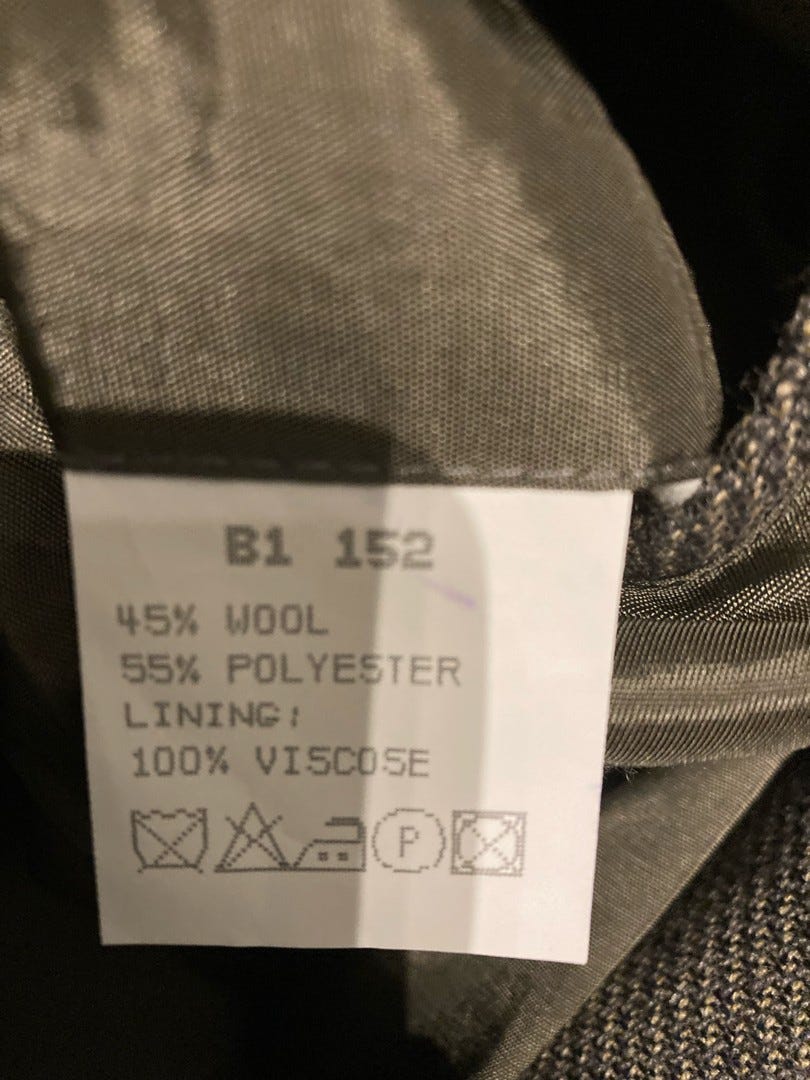 B1 152
45% WOOL
55% POLYESTER
LINING:
100% VISCOSE
P